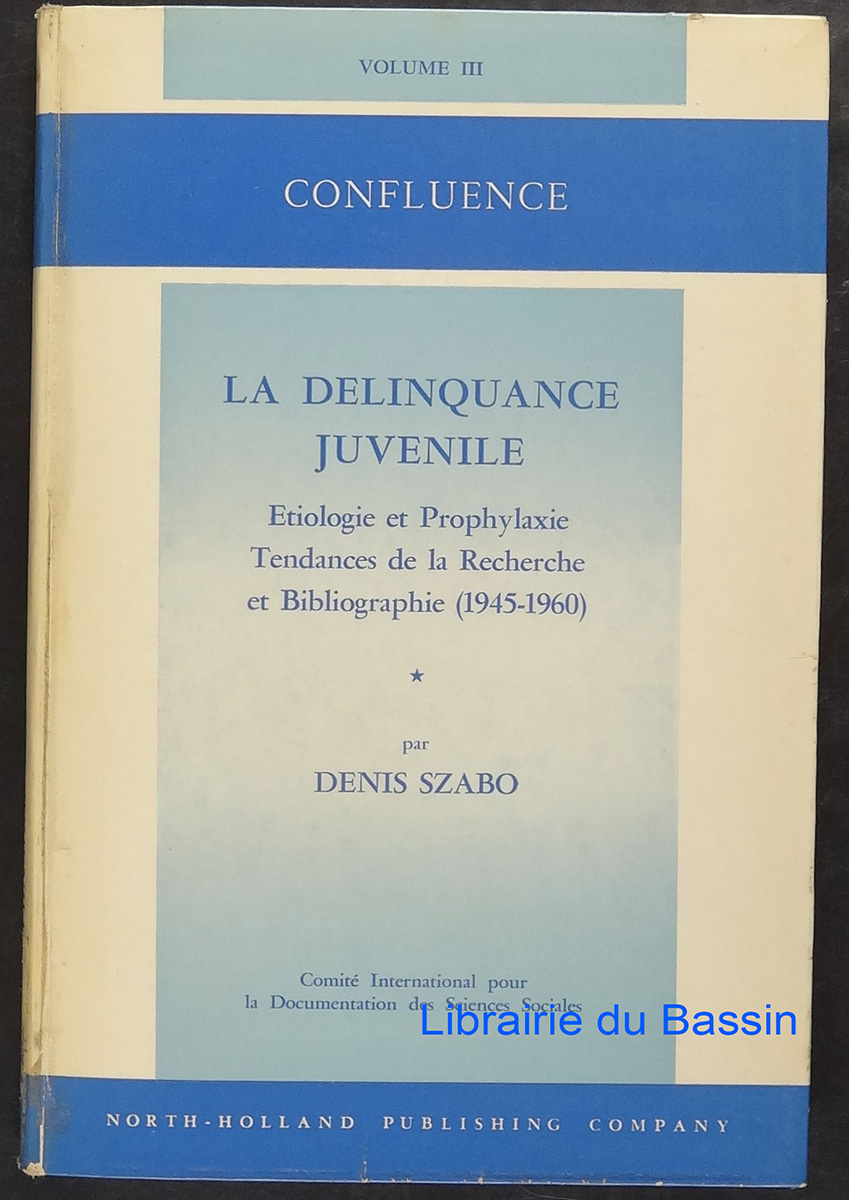 VOLUME III
CONFLUENCE
LA DELINQUANCE
JUVENILE
Etiologie et Prophylaxie
Tendances de la Recherche
et Bibliographie (1945-1960)
★
par
DENIS SZABO
Comité International pour
la Documentation des Sciences Sociales
Librairie du Bassin
NORTH-HOLLAND PUBLISHING COMPANY